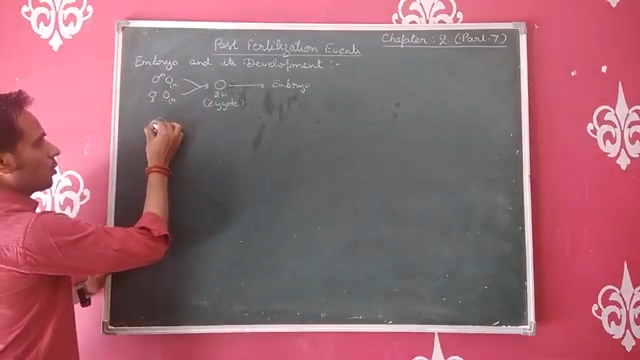 Chapter : 2 (Part-7)
Post Fertilization Events
Embryo and its Development :-
♂ n
♀ n
2n
Embryo
(Zygote)